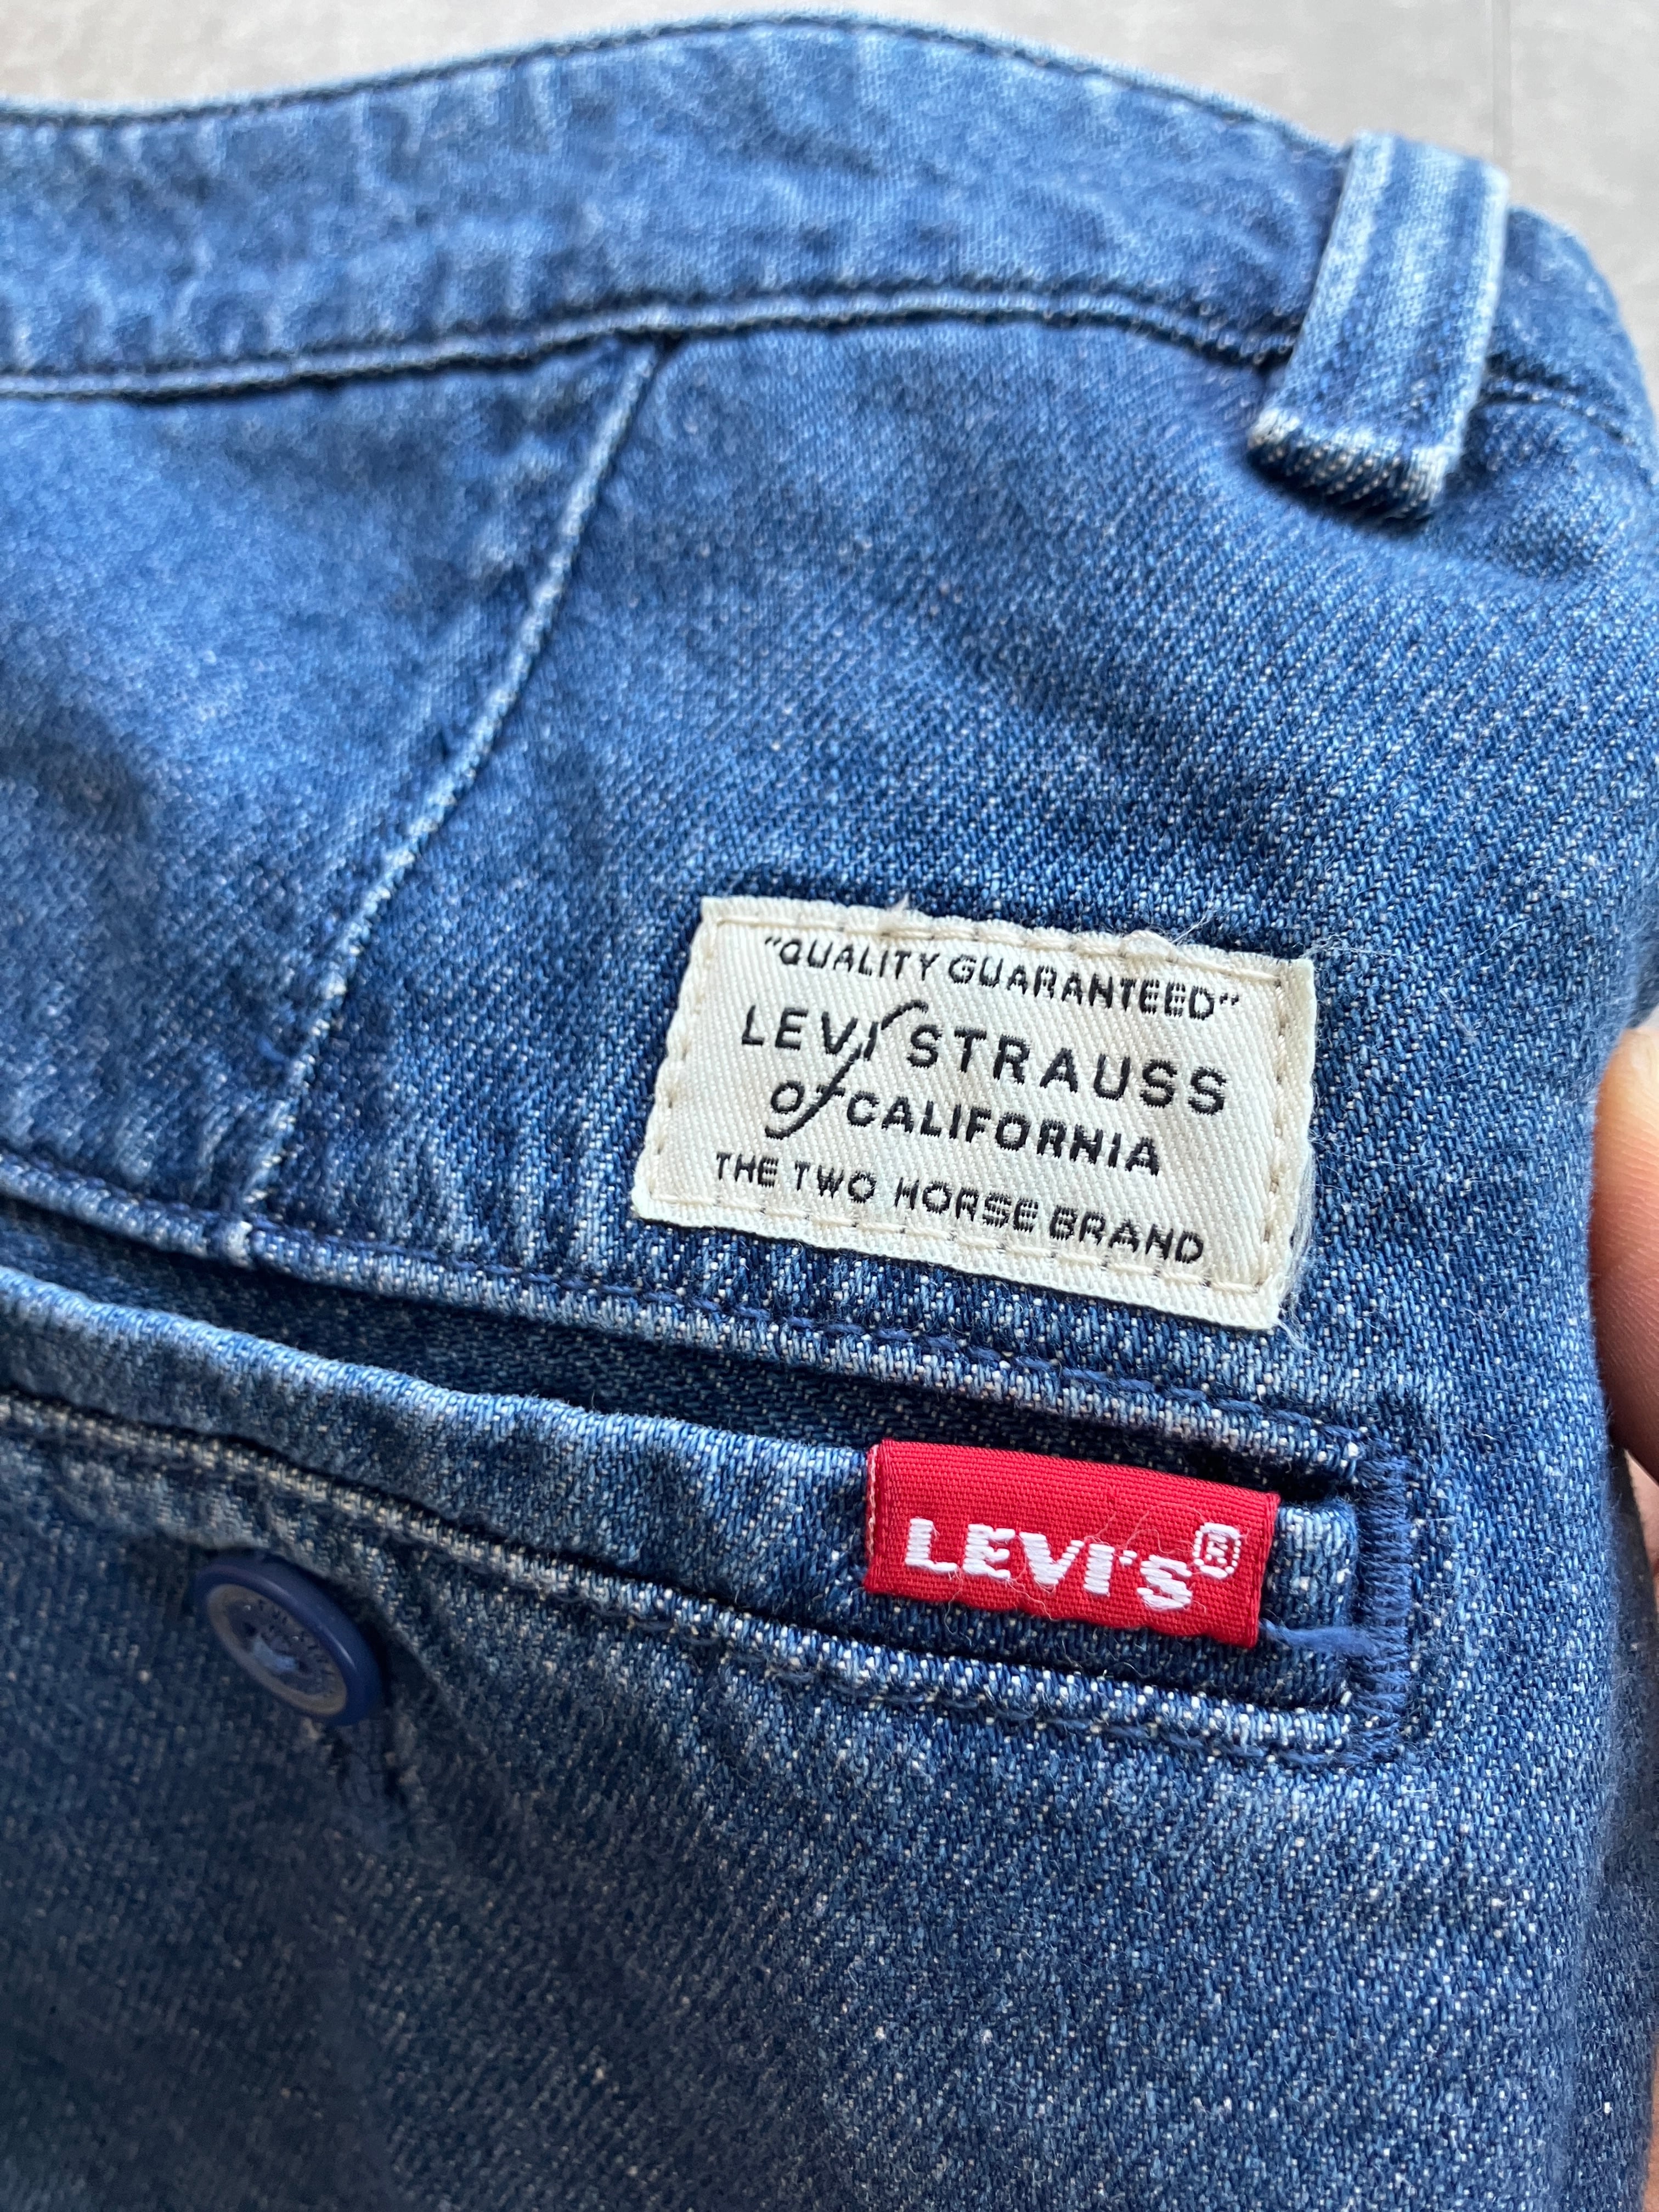 "QUALITY GUARANTEED"
LEVI STRAUSS
of CALIFORNIA
THE TWO HORSE BRAND
LEVI'S®